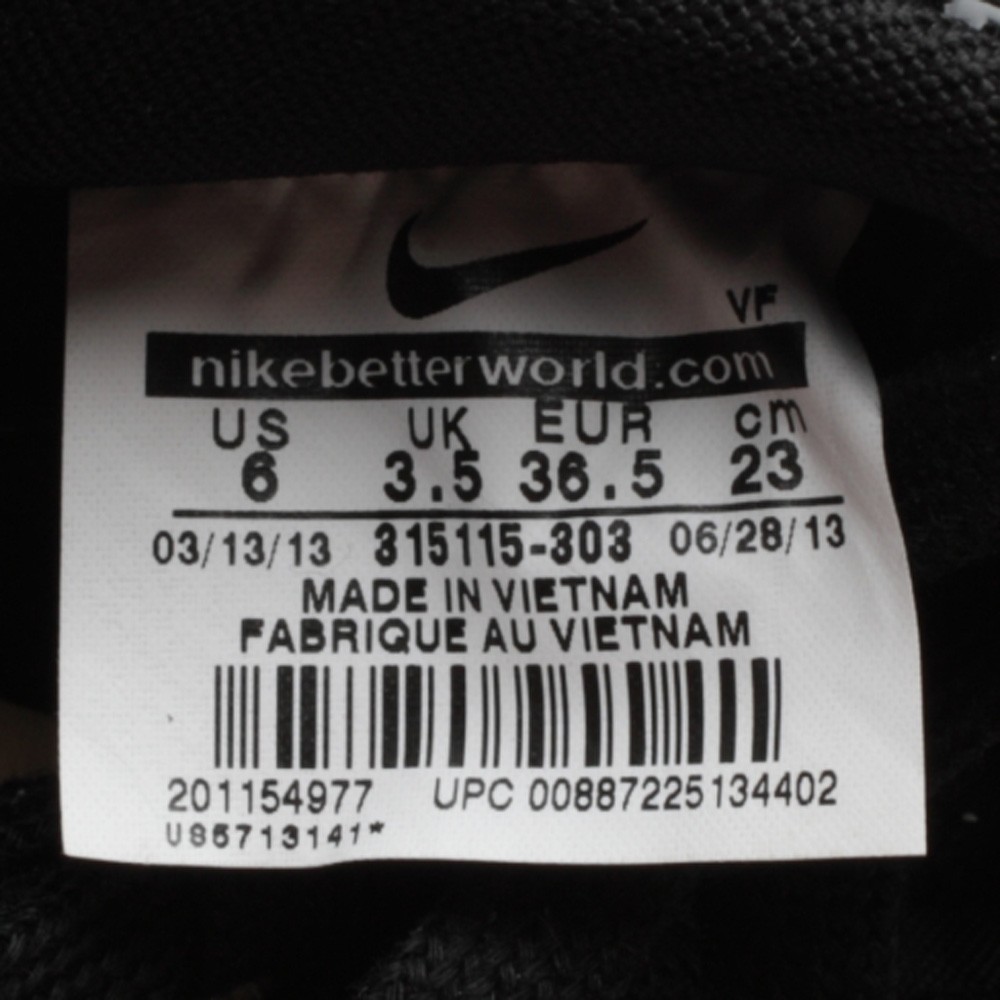 VF
nikebetterworld.com
US UK EUR cm
6 3.5 36.5 23
03/13/13 315115-303 06/28/13
MADE IN VIETNAM
FABRIQUE AU VIETNAM
201154977 UPC 00887225134402
US6713141*